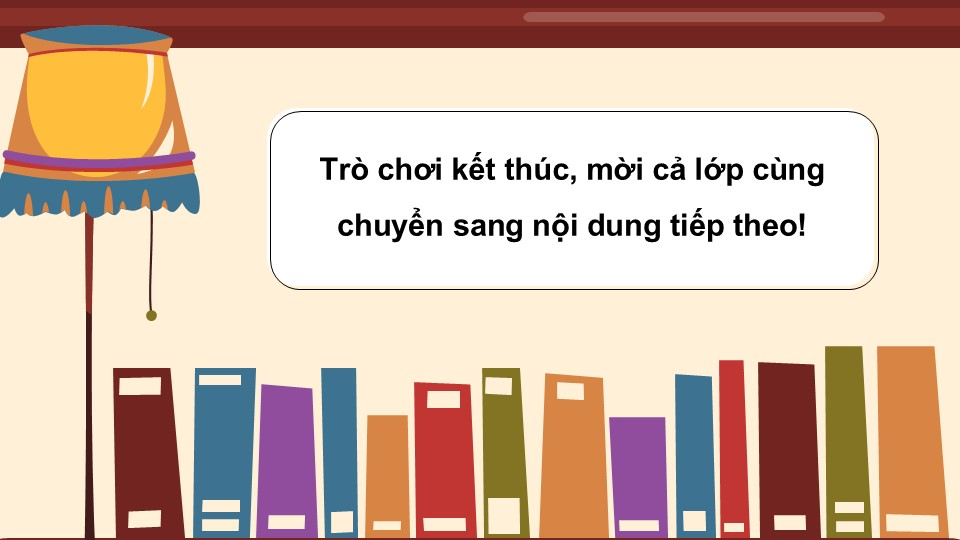 Trò chơi kết thúc, mời cả lớp cùng
chuyển sang nội dung tiếp theo!